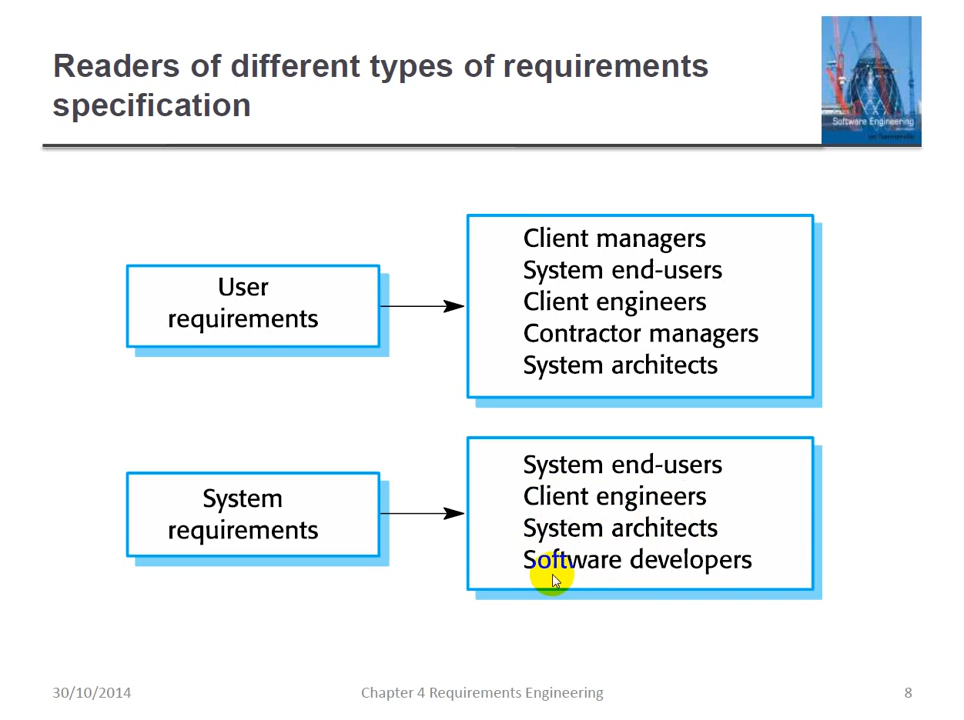 Readers of different types of requirements
specification
Software Engineering
User
requirements
Client managers
System end-users
Client engineers
Contractor managers
System architects
System
requirements
System end-users
Client engineers
System architects
Software developers
30/10/2014
Chapter 4 Requirements Engineering
8